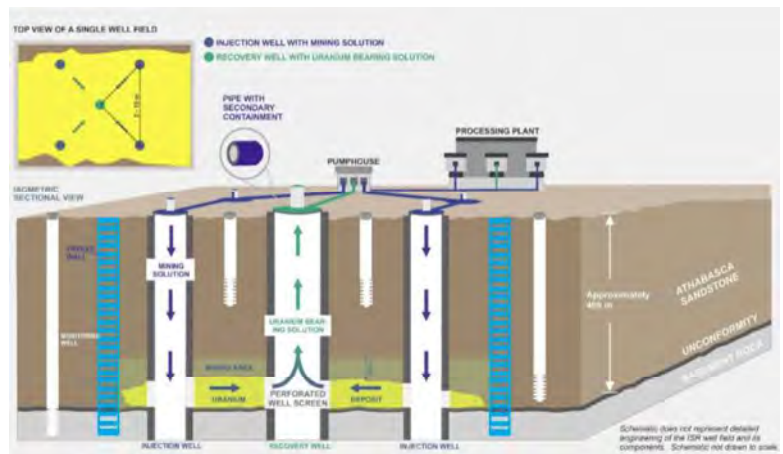 TOP VIEW OF A SINGLE WELL FIELD
INJECTION WELL WITH MINING SOLUTION
RECOVERY WELL WITH URANIUM BEARING SOLUTION
PIPE WITH
SECONDARY
CONTAINMENT
PROCESSING PLANT
PUMPHOUSE
ISOMETRIC
SECTIONAL VIEW
WALL
MINING
SOLUTION
URANIUM BEAR-
ING SOLUTION
MONITORING
WELL
Approximately
ATHABASCA
SANDSTONE
UNCONFORMITY
BASEMENT ROCK
URANIUM
PERFORATED
WELL SCREEN
DEPOSIT
INJECTION WELL
RECOVERY WELL
INJECTION WELL
Schematic does not represent detailed
engineering of the ISR well field and its
components. Schematic not drawn to scale.